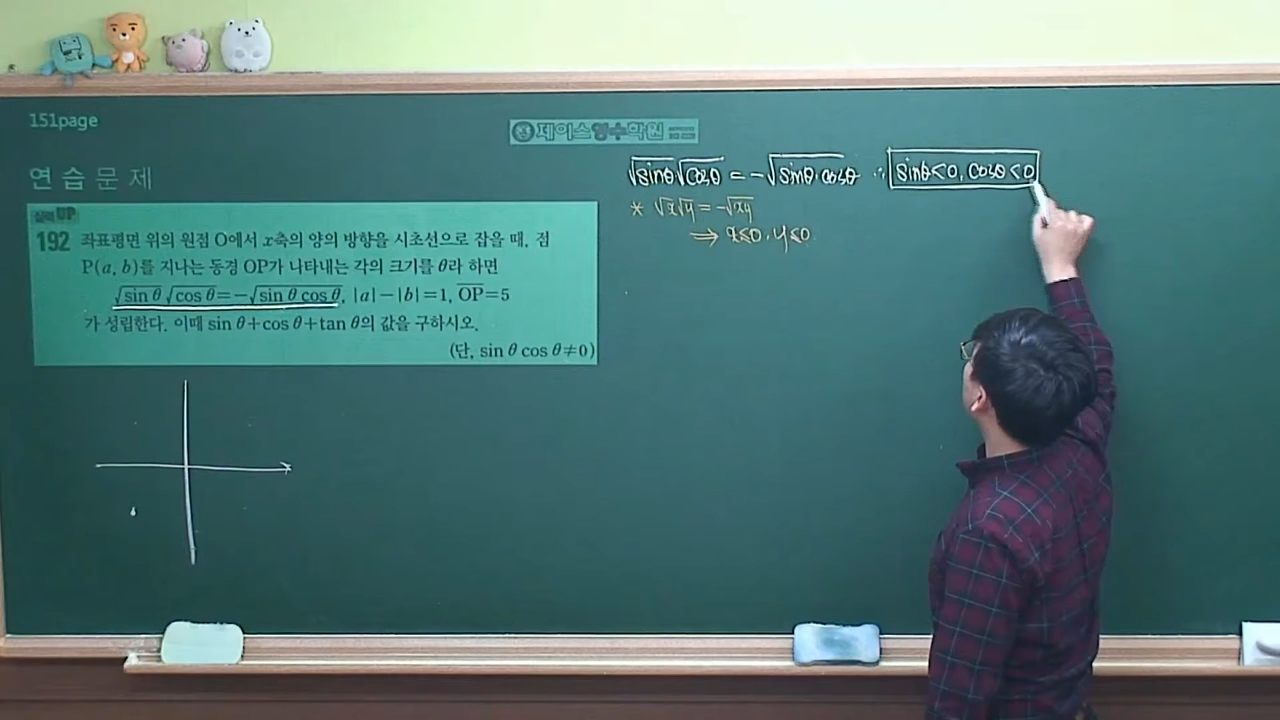 151page
제이스영수학원
연습문제
실력UP
192 좌표평면 위의 원점 O에서 x축의 양의 방향을 시초선으로 잡을 때, 점
P(a, b)를 지나는 동경 OP가 나타내는 각의 크기를 θ라 하면
√sin θ √cos θ=-√sin θ cos θ, |a|-|b|=1, OP=5
가 성립한다. 이때 sin θ+cos θ+tan θ의 값을 구하시오.
(단, sin θ cos θ≠0)
√sinθ √cosθ = -√sinθ·cosθ ∴ sinθ<0, cosθ<0
* √x√y = -√xy
⇒ x≤0, y≤0